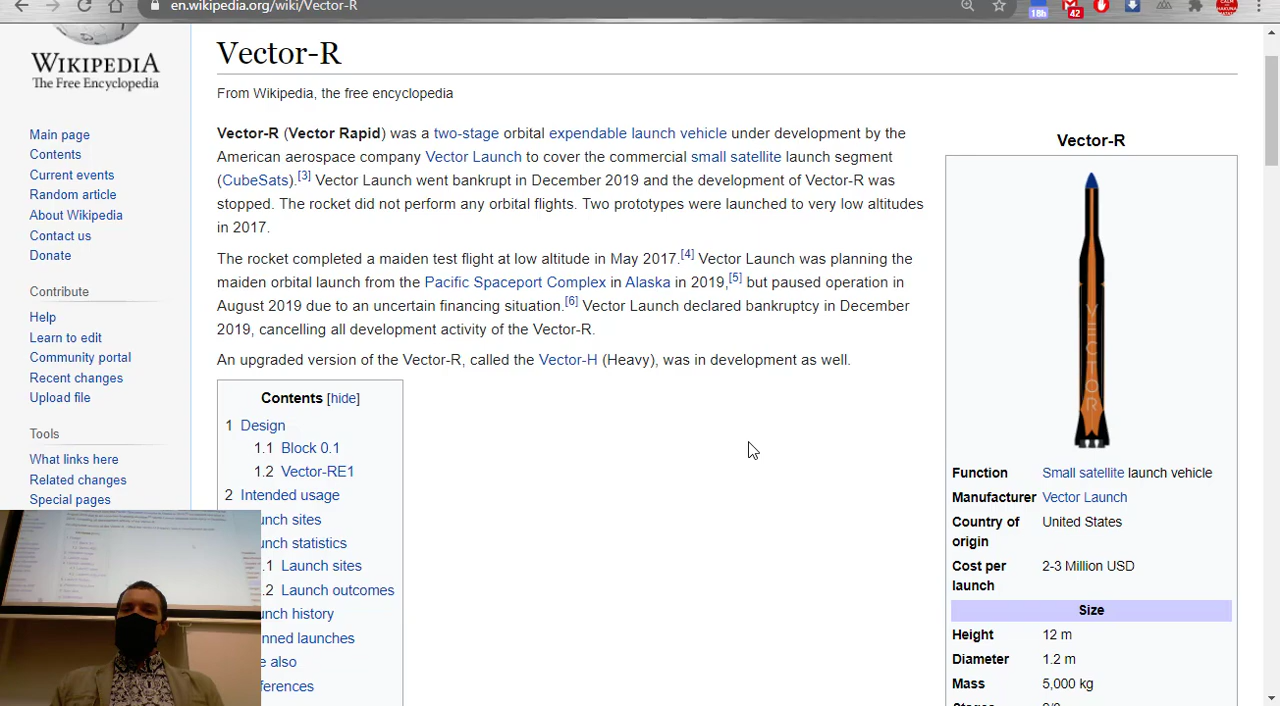 en.wikipedia.org/wiki/Vector-R
18h
42
WIKIPEDIA
The Free Encyclopedia
Main page
Contents
Current events
Random article
About Wikipedia
Contact us
Donate
Contribute
Help
Learn to edit
Community portal
Recent changes
Upload file
Tools
What links here
Related changes
Special pages
Vector-R
From Wikipedia, the free encyclopedia
Vector-R (Vector Rapid) was a two-stage orbital expendable launch vehicle under development by the
American aerospace company Vector Launch to cover the commercial small satellite launch segment
(CubeSats).[3] Vector Launch went bankrupt in December 2019 and the development of Vector-R was
stopped. The rocket did not perform any orbital flights. Two prototypes were launched to very low altitudes
in 2017.
The rocket completed a maiden test flight at low altitude in May 2017.[4] Vector Launch was planning the
maiden orbital launch from the Pacific Spaceport Complex in Alaska in 2019,[5] but paused operation in
August 2019 due to an uncertain financing situation.[6] Vector Launch declared bankruptcy in December
2019, cancelling all development activity of the Vector-R.
An upgraded version of the Vector-R, called the Vector-H (Heavy), was in development as well.
Contents [hide]
1 Design
1.1 Block 0.1
1.2 Vector-RE1
2 Intended usage
unch sites
unch statistics
.1 Launch sites
.2 Launch outcomes
unch history
nned launches
e also
ferences
Vector-R
VECTOR
Function Small satellite launch vehicle
Manufacturer Vector Launch
Country of origin United States
Cost per launch 2-3 Million USD
Size
Height 12 m
Diameter 1.2 m
Mass 5,000 kg